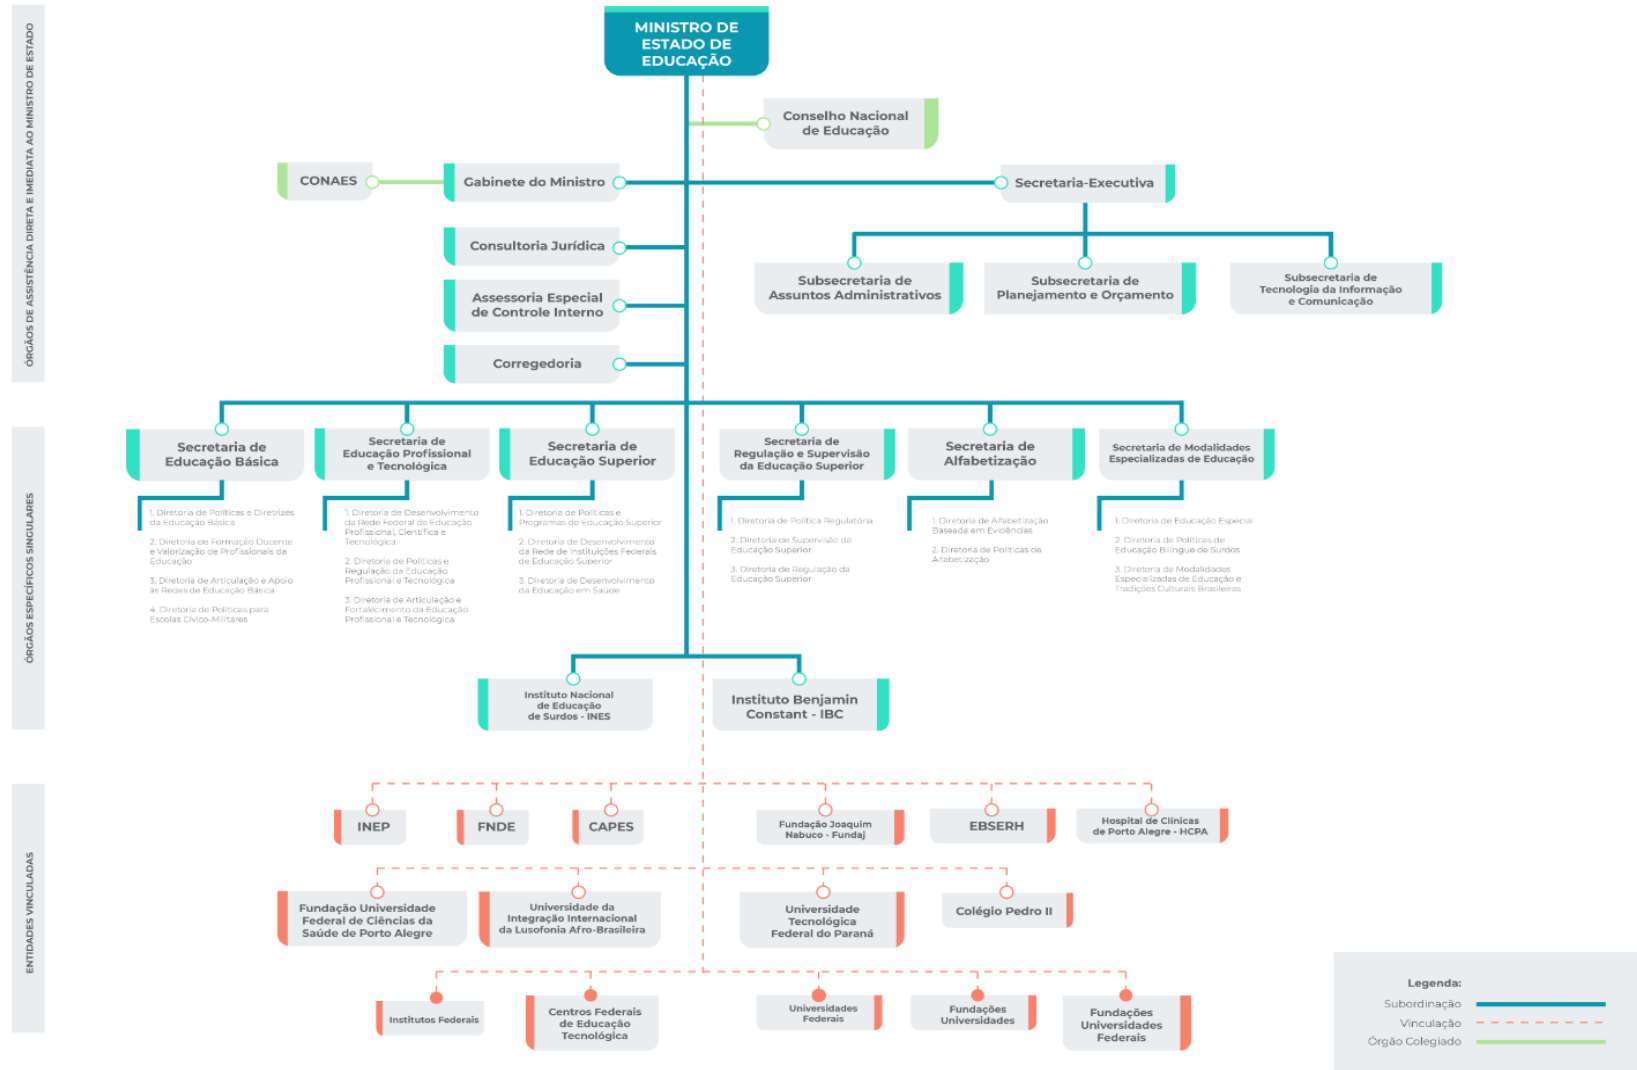 MINISTRO DE
ESTADO DE
EDUCAÇÃO
ÓRGÃOS DE ASSISTÊNCIA DIRETA E IMEDIATA AO MINISTRO DE ESTADO
Conselho Nacional
de Educação
CONAES
Gabinete do Ministro
Secretaria-Executiva
Consultoria Jurídica
Assessoria Especial
de Controle Interno
Corregedoria
Subsecretaria de
Assuntos Administrativos
Subsecretaria de
Planejamento e Orçamento
Subsecretaria de
Tecnologia da Informação
e Comunicação
ÓRGÃOS ESPECÍFICOS SINGULARES
Secretaria de
Educação Básica
1. Diretoria de Políticas e Diretrizes
da Educação Básica
2. Diretoria de Formação Docente
e Valorização de Profissionais da
Educação
3. Diretoria de Articulação e Apoio
às Redes de Educação Básica
4. Diretoria de Políticas para
Escolas Cívico-Militares
Secretaria de
Educação Profissional
e Tecnológica
1. Diretoria de Desenvolvimento
da Rede Federal de Educação
Profissional, Científica e
Tecnológica
2. Diretoria de Políticas e
Regulação da Educação
Profissional e Tecnológica
3. Diretoria de Articulação e
Fortalecimento da Educação
Profissional e Tecnológica
Secretaria de
Educação Superior
1. Diretoria de Políticas e
Programas de Educação Superior
2. Diretoria de Desenvolvimento
da Rede de Instituições Federais
de Educação Superior
3. Diretoria de Desenvolvimento
da Educação em Saúde
Secretaria de
Regulação e Supervisão
da Educação Superior
1. Diretoria de Política Regulatória
2. Diretoria de Supervisão da
Educação Superior
3. Diretoria de Regulação da
Educação Superior
Secretaria de
Alfabetização
1. Diretoria de Alfabetização
Baseada em Evidências
2. Diretoria de Políticas de
Alfabetização
Secretaria de Modalidades
Especializadas de Educação
1. Diretoria de Educação Especial
2. Diretoria de Políticas de
Educação Bilíngue de Surdos
3. Diretoria de Modalidades
Especializadas de Educação e
Tradições Culturais Brasileiras
Instituto Nacional
de Educação
de Surdos - INES
Instituto Benjamin
Constant - IBC
ENTIDADES VINCULADAS
INEP
FNDE
CAPES
Fundação Joaquim
Nabuco - Fundaj
EBSERH
Hospital de Clínicas
de Porto Alegre - HCPA
Fundação Universidade
Federal de Ciências da
Saúde de Porto Alegre
Universidade da
Integração Internacional
da Lusofonia Afro-Brasileira
Universidade
Tecnológica
Federal do Paraná
Colégio Pedro II
Institutos Federais
Centros Federais
de Educação
Tecnológica
Universidades
Federais
Fundações
Universidades
Fundações
Universidades
Federais
Legenda:
Subordinação
Vinculação
Órgão Colegiado